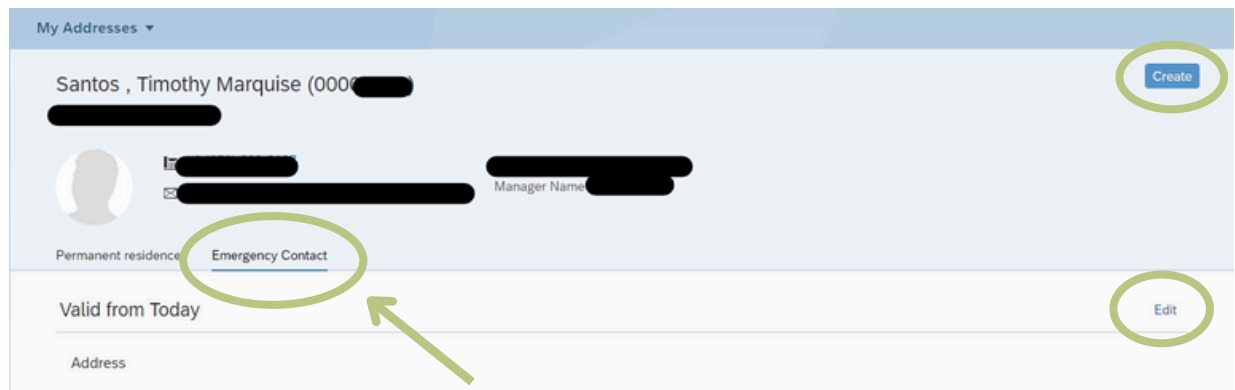 My Addresses
Santos , Timothy Marquise (000
Create
Manager Name
Permanent residence
Emergency Contact
Valid from Today
Edit
Address